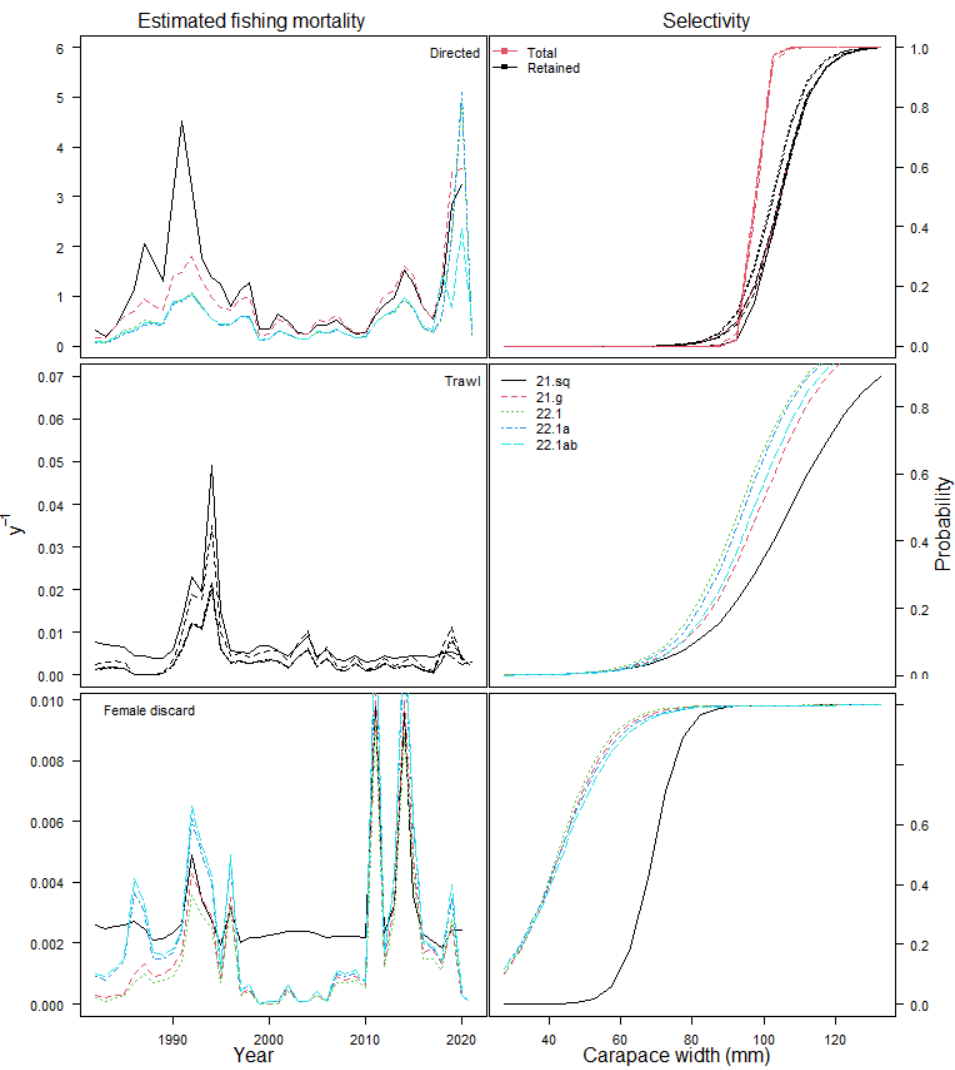 Estimated fishing mortality
Selectivity
Directed
6
5
4
3
2
1
0
Total
Retained
1.0
0.8
0.6
0.4
0.2
0.0
Trawl
0.07
0.06
0.05
0.04
0.03
0.02
0.01
0.00
21.sq
21.g
22.1
22.1a
22.1ab
0.8
0.6
0.4
0.2
0.0
y⁻¹
Probability
Female discard
0.010
0.008
0.006
0.004
0.002
0.000
0.6
0.4
0.2
0.0
1990 2000 2010 2020
40 60 80 100 120
Year
Carapace width (mm)